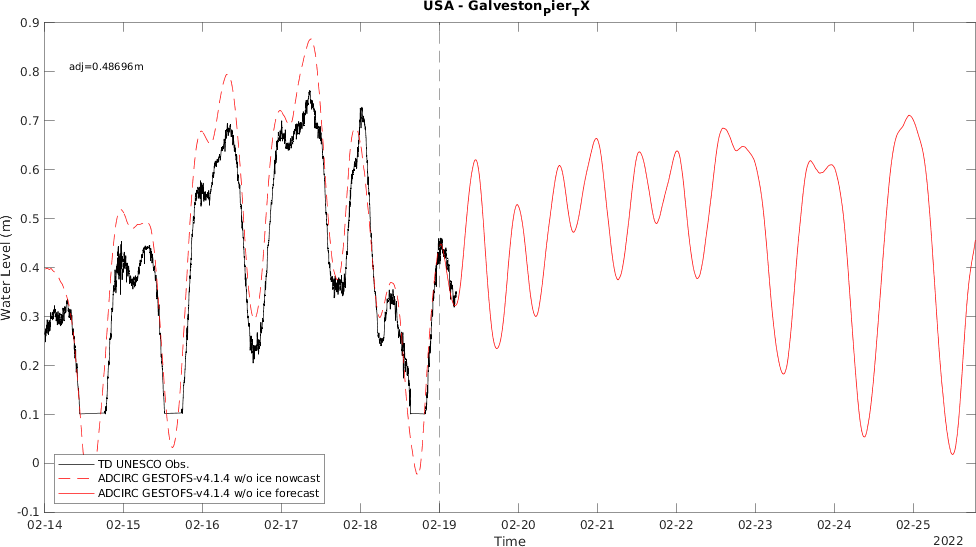 USA - GalvestonPierTX
0.9
0.8
adj=0.48696m
0.7
0.6
0.5
0.4
0.3
0.2
0.1
0
-0.1
Water Level (m)
TD UNESCO Obs.
ADCIRC GESTOFS-v4.1.4 w/o ice nowcast
ADCIRC GESTOFS-v4.1.4 w/o ice forecast
02-14 02-15 02-16 02-17 02-18 02-19 02-20 02-21 02-22 02-23 02-24 02-25
Time
2022